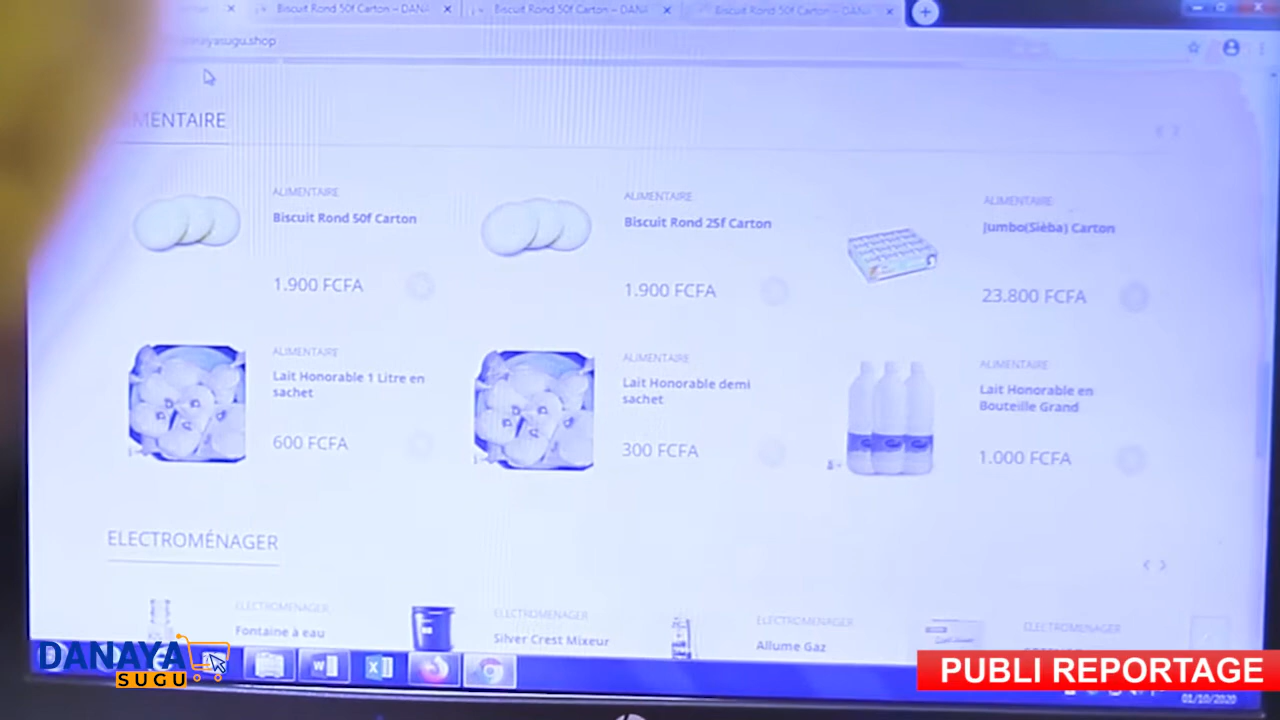 Biscuit Rond 50f Carton – DANA
Biscuit Rond 50f Carton – DANA
Biscuit Rond 50f Carton – DANA
nayasugu.shop
MENTAIRE
ALIMENTAIRE
Biscuit Rond 50f Carton
1.900 FCFA
ALIMENTAIRE
Biscuit Rond 25f Carton
1.900 FCFA
ALIMENTAIRE
Jumbo(Sièba) Carton
23.800 FCFA
ALIMENTAIRE
Lait Honorable 1 Litre en
sachet
600 FCFA
ALIMENTAIRE
Lait Honorable demi
sachet
300 FCFA
ALIMENTAIRE
Lait Honorable en
Bouteille Grand
1.000 FCFA
ELECTROMÉNAGER
ELECTROMENAGER
Fontaine à eau
ELECTROMENAGER
Silver Crest Mixeur
ELECTROMENAGER
Allume Gaz
ELECTROMENAGER
DANAYA
SUGU
PUBLI REPORTAGE
01/10/2020